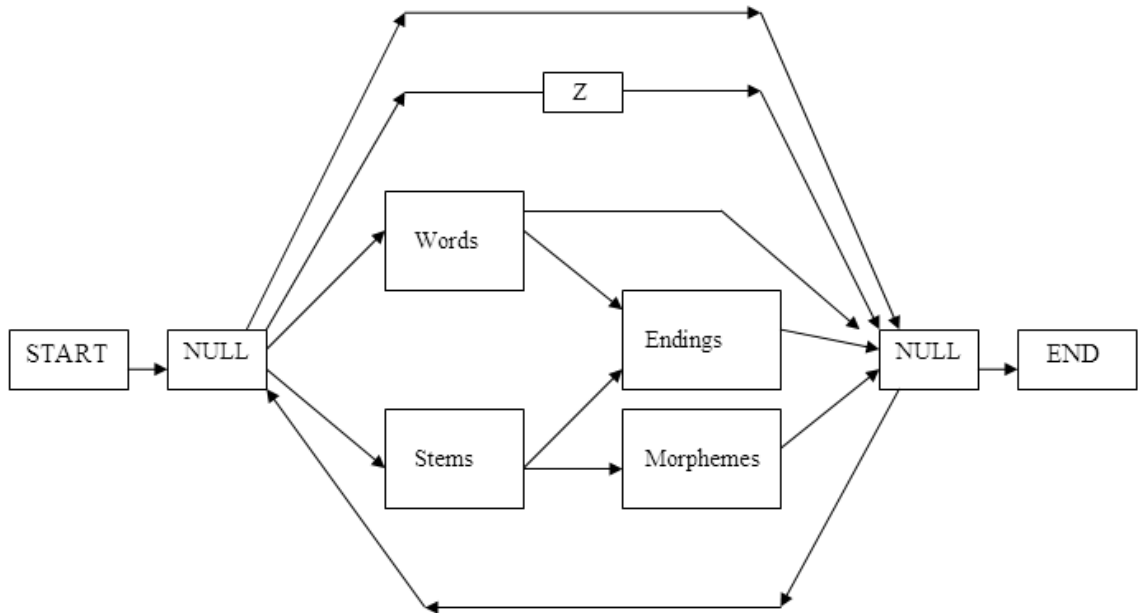 Z
Words
Endings
START
NULL
NULL
END
Stems
Morphemes